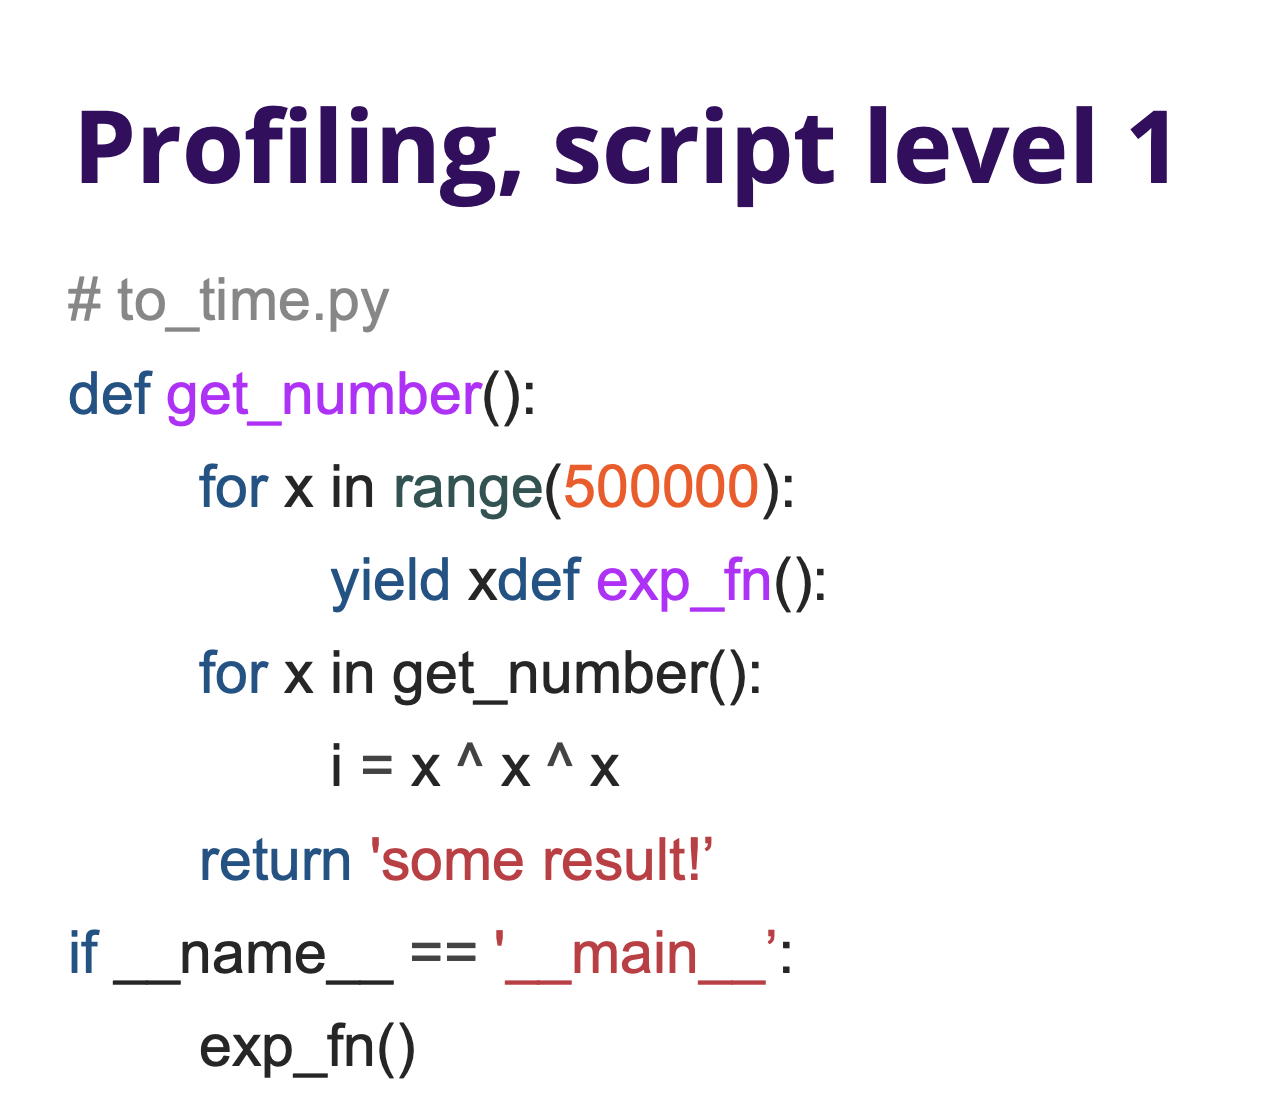 Profiling, script level 1
# to_time.py
def get_number():
for x in range(500000):
yield xdef exp_fn():
for x in get_number():
i = x ^ x ^ x
return 'some result!’
if __name__ == '__main__’:
exp_fn()